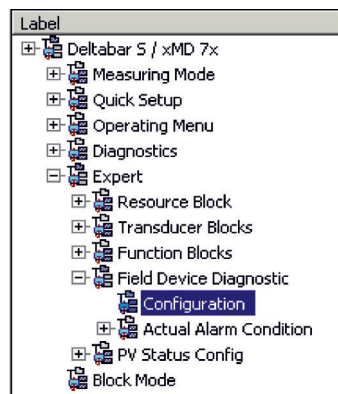 Label
Deltabar S / xMD 7x
Measuring Mode
Quick Setup
Operating Menu
Diagnostics
Expert
Resource Block
Transducer Blocks
Function Blocks
Field Device Diagnostic
Configuration
Actual Alarm Condition
PV Status Config
Block Mode